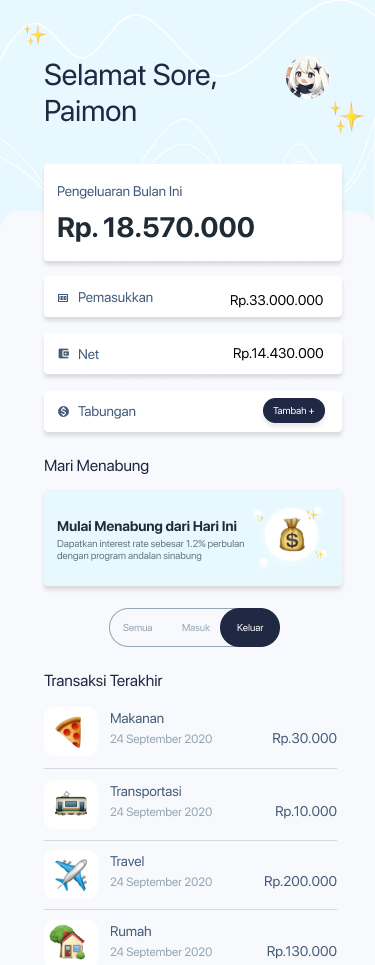 Selamat Sore,
Paimon
Pengeluaran Bulan Ini
Rp. 18.570.000
Pemasukkan
Rp.33.000.000
Net
Rp.14.430.000
Tabungan
Tambah +
Mari Menabung
Mulai Menabung dari Hari Ini
Dapatkan interest rate sebesar 1.2% perbulan
dengan program andalan sinabung
Semua
Masuk
Keluar
Transaksi Terakhir
Makanan
24 September 2020
Rp.30.000
Transportasi
24 September 2020
Rp.10.000
Travel
24 September 2020
Rp.200.000
Rumah
24 September 2020
Rp.130.000